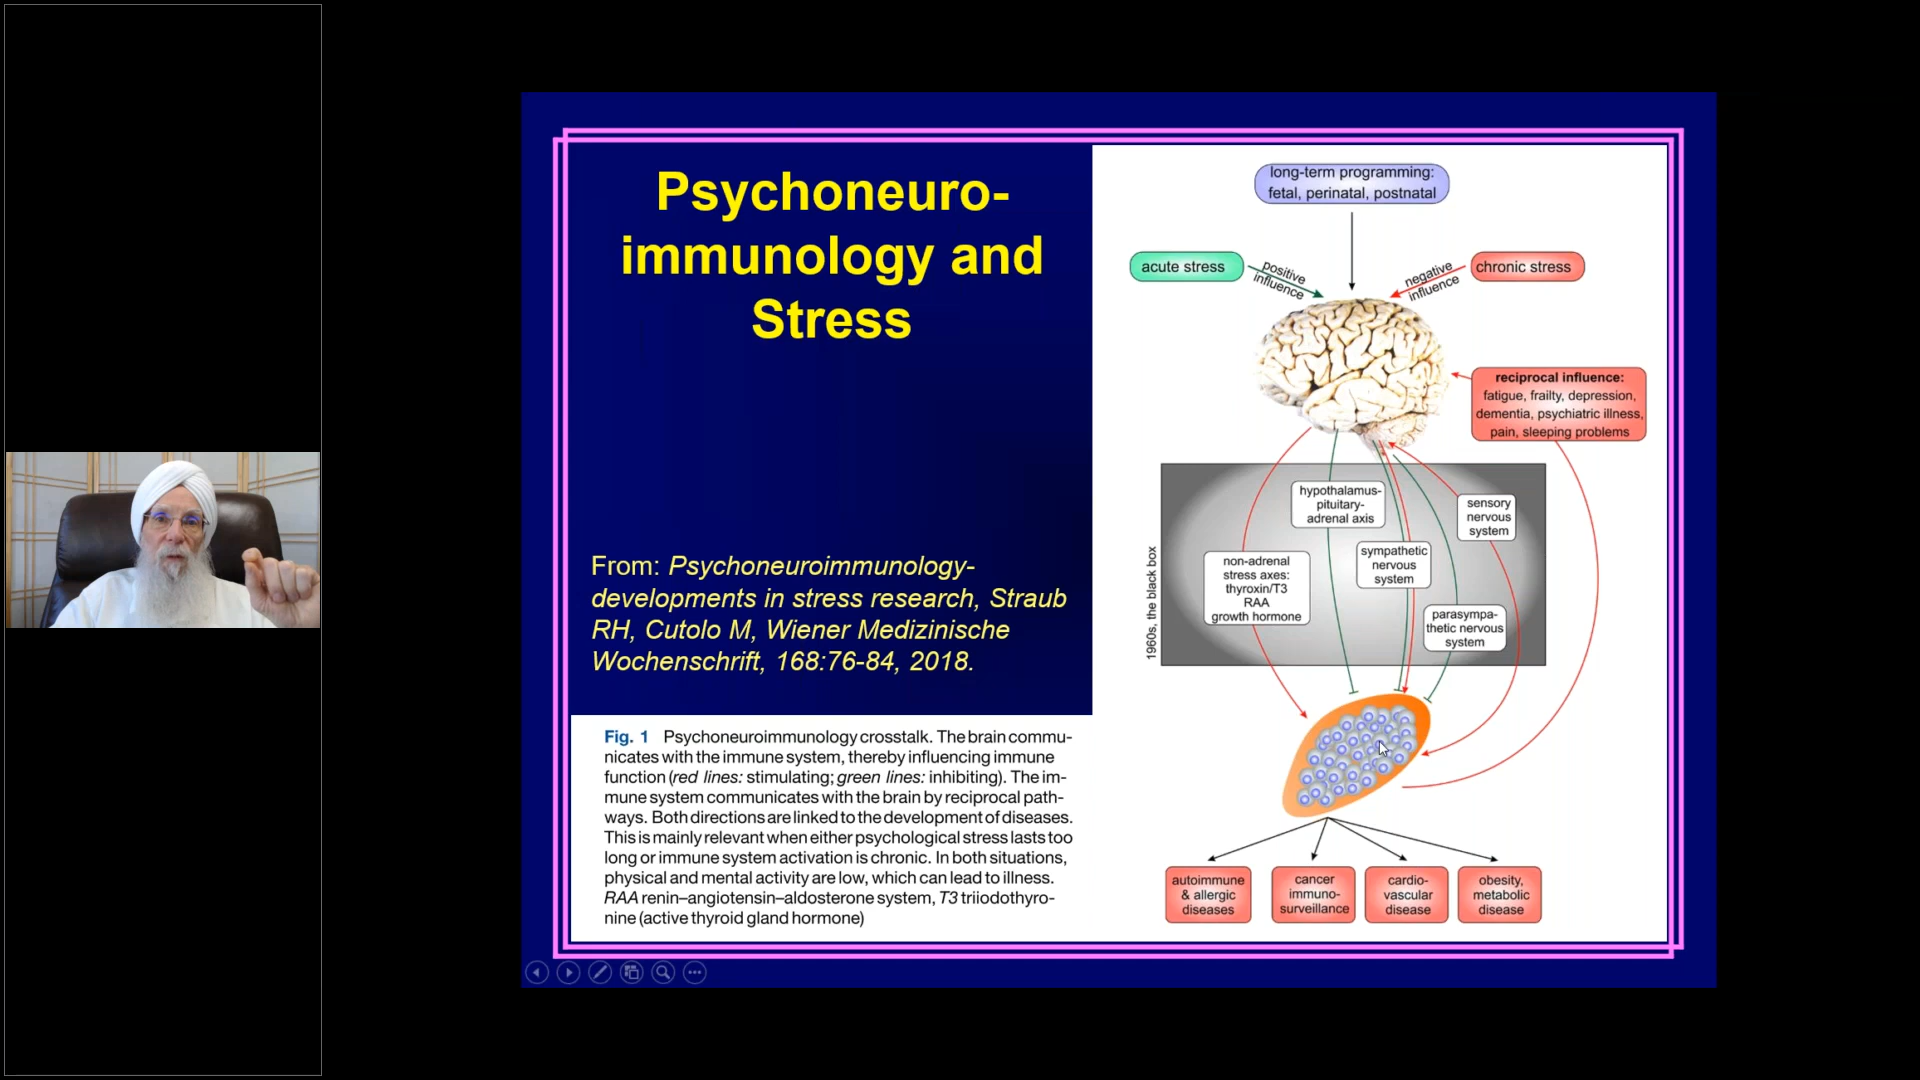 Psychoneuro-
immunology and
Stress
From: Psychoneuroimmunology-
developments in stress research, Straub
RH, Cutolo M, Wiener Medizinische
Wochenschrift, 168:76-84, 2018.
Fig. 1 Psychoneuroimmunology crosstalk. The brain commu-
nicates with the immune system, thereby influencing immune
function (red lines: stimulating; green lines: inhibiting). The im-
mune system communicates with the brain by reciprocal path-
ways. Both directions are linked to the development of diseases.
This is mainly relevant when either psychological stress lasts too
long or immune system activation is chronic. In both situations,
physical and mental activity are low, which can lead to illness.
RAA renin–angiotensin–aldosterone system, T3 triiodothyro-
nine (active thyroid gland hormone)
long-term programming:
fetal, perinatal, postnatal
acute stress
positive
influence
negative
influence
chronic stress
reciprocal influence:
fatigue, frailty, depression,
dementia, psychiatric illness,
pain, sleeping problems
1960s, the black box
hypothalamus-
pituitary-
adrenal axis
sensory
nervous
system
non-adrenal
stress axes:
thyroxin/T3
RAA
growth hormone
sympathetic
nervous
system
parasympa-
thetic nervous
system
autoimmune
& allergic
diseases
cancer
immuno-
surveillance
cardio-
vascular
disease
obesity,
metabolic
disease